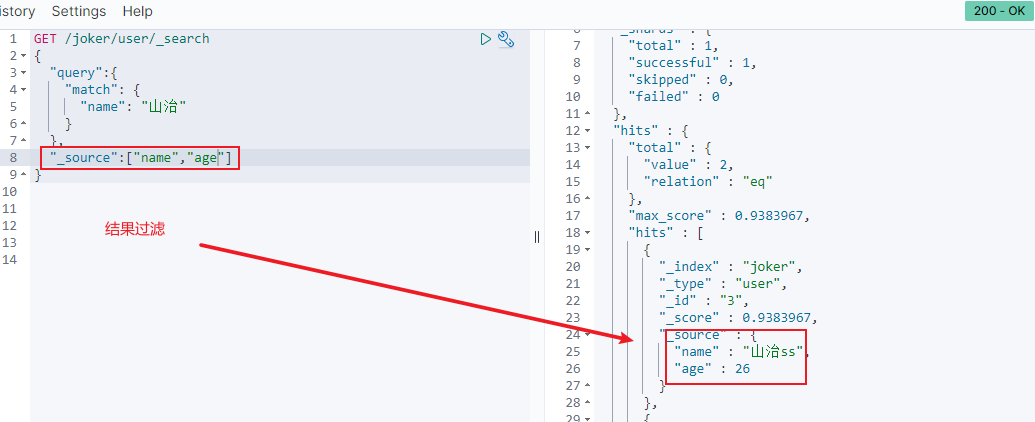 istory Settings Help
200 - OK
1 GET /joker/user/_search
2 {
3 "query":{
4 "match": {
5 "name": "山治"
6 }
7 },
8 "_source":["name","age"]
9 }
10
11
12
13
14
结果过滤
7 "total" : 1,
8 "successful" : 1,
9 "skipped" : 0,
10 "failed" : 0
11 },
12 "hits" : {
13 "total" : {
14 "value" : 2,
15 "relation" : "eq"
16 },
17 "max_score" : 0.9383967,
18 "hits" : [
19 {
20 "_index" : "joker",
21 "_type" : "user",
22 "_id" : "3",
23 "_score" : 0.9383967,
24 "_source" : {
25 "name" : "山治ss",
26 "age" : 26
27 }
28 },
29 {